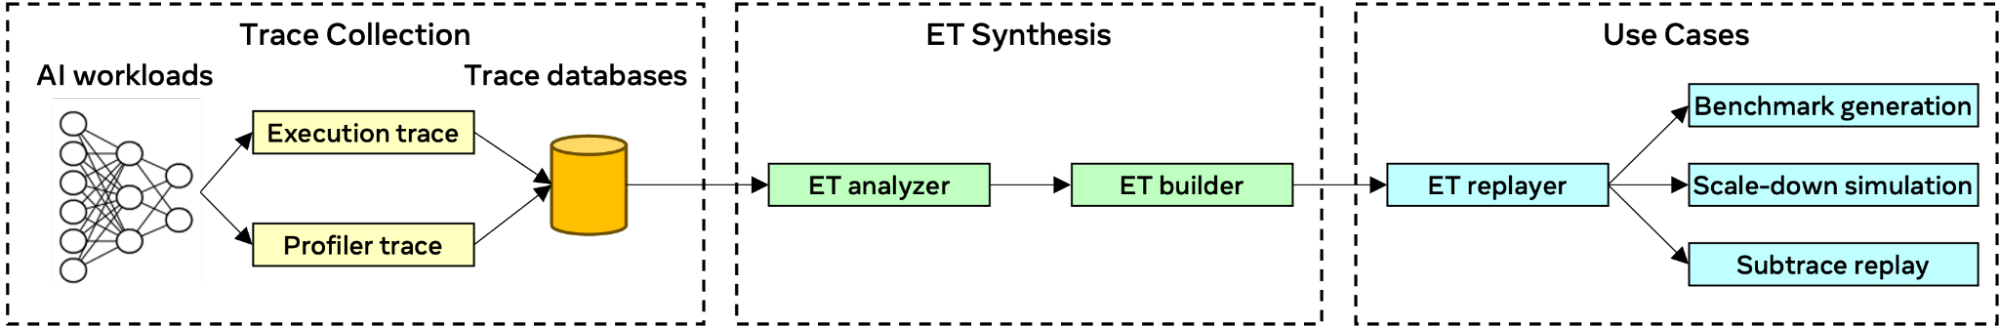 Trace Collection
AI workloads
Trace databases
Execution trace
Profiler trace
ET Synthesis
ET analyzer
ET builder
Use Cases
ET replayer
Benchmark generation
Scale-down simulation
Subtrace replay